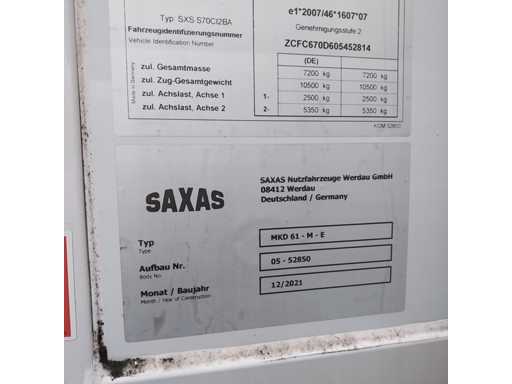 e1*2007/46*1607*07
Typ SXS S70CI2BA
Genehmigungsstufe 2
Fahrzeugidentifizierungsnummer
Vehicle Identification Number
ZCFC670D605452814
(DE)
zul. Gesamtmasse 7200 kg 7200 kg
zul. Zug-Gesamtgewicht 10500 kg 10500 kg
zul. Achslast, Achse 1 1- 2500 kg 2500 kg
zul. Achslast, Achse 2 2- 5350 kg 5350 kg
Made in Germany
KOM 52850
SAXAS
SAXAS Nutzfahrzeuge Werdau GmbH
08412 Werdau
Deutschland / Germany
Typ MKD 61 - M - E
Type
Aufbau Nr. 05 - 52850
Body No.
Monat / Baujahr 12/2021
Month / Year of Construction